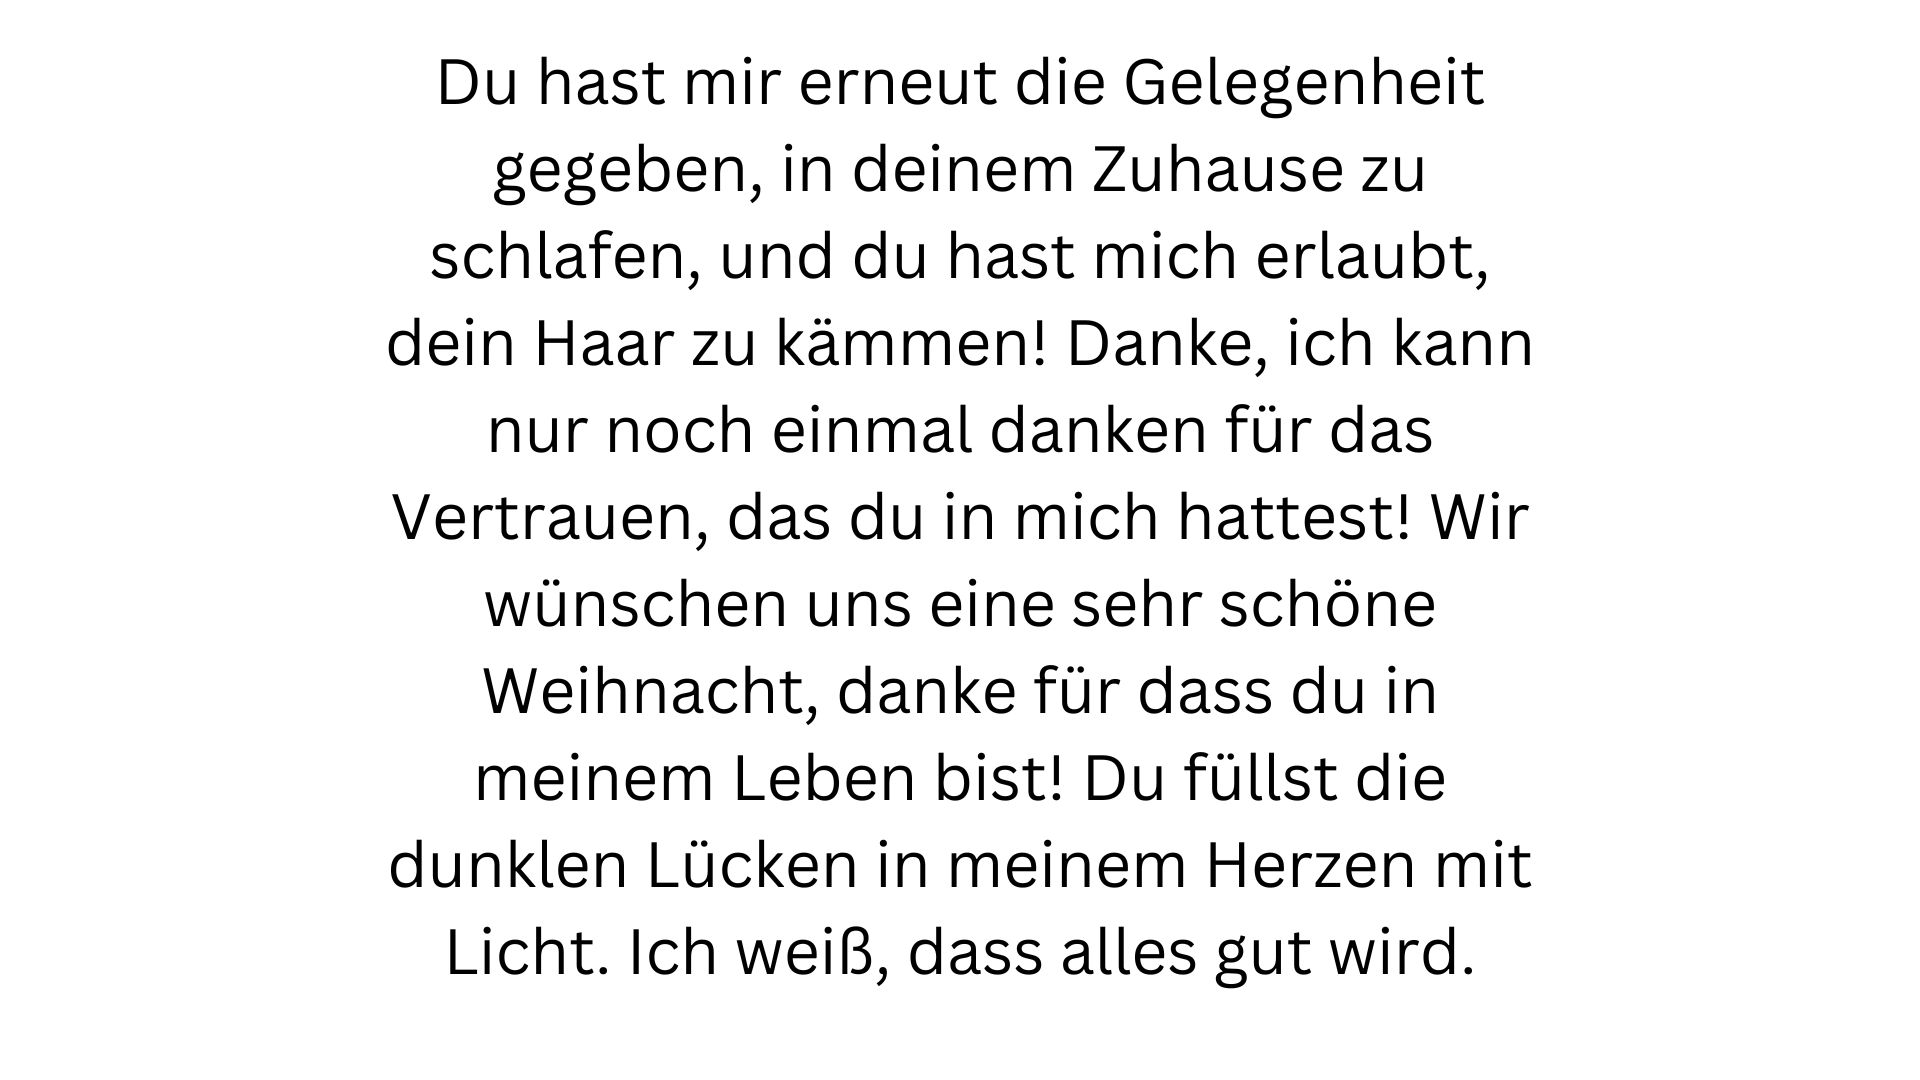 Du hast mir erneut die Gelegenheit
gegeben, in deinem Zuhause zu
schlafen, und du hast mich erlaubt,
dein Haar zu kämmen! Danke, ich kann
nur noch einmal danken für das
Vertrauen, das du in mich hattest! Wir
wünschen uns eine sehr schöne
Weihnacht, danke für dass du in
meinem Leben bist! Du füllst die
dunklen Lücken in meinem Herzen mit
Licht. Ich weiß, dass alles gut wird.